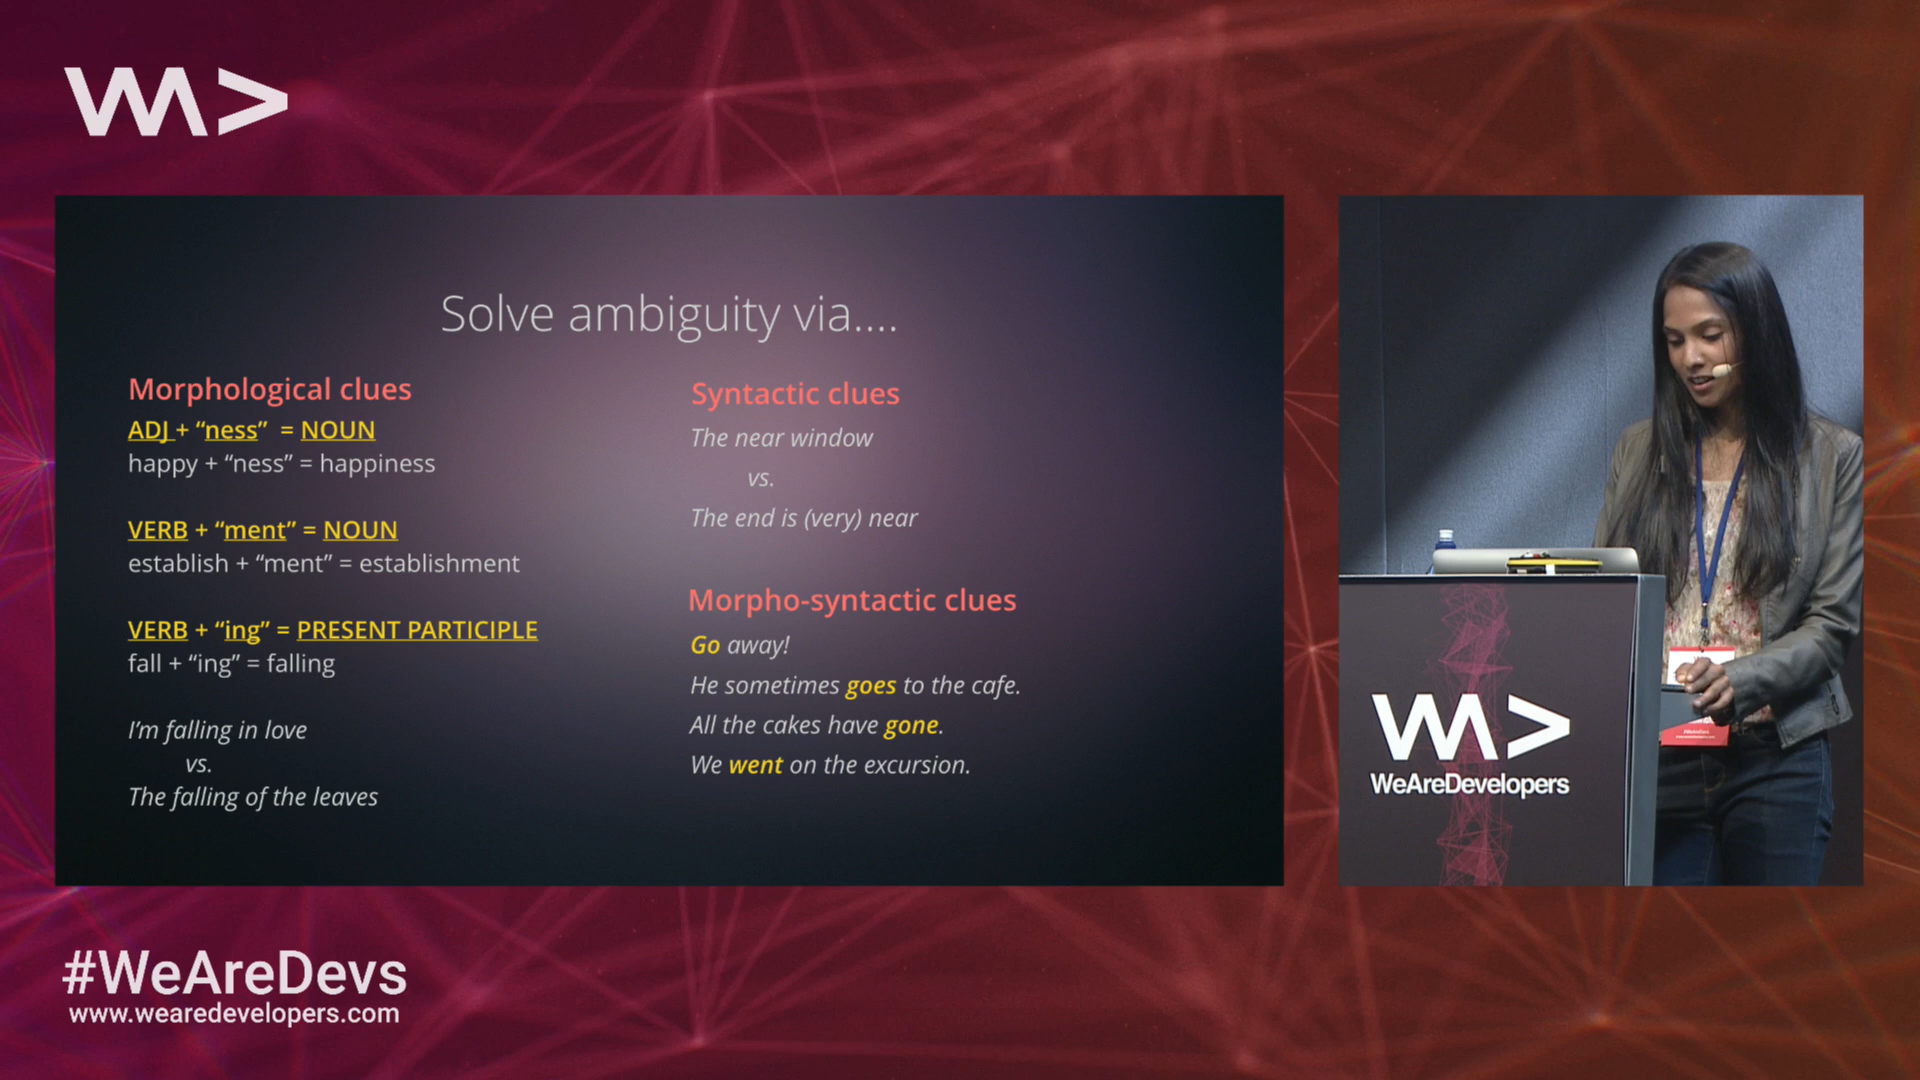 WA>
Solve ambiguity via....
Morphological clues
ADJ + “ness” = NOUN
happy + “ness” = happiness
VERB + “ment” = NOUN
establish + “ment” = establishment
VERB + “ing” = PRESENT PARTICIPLE
fall + “ing” = falling
I’m falling in love
vs.
The falling of the leaves
Syntactic clues
The near window
vs.
The end is (very) near
Morpho-syntactic clues
Go away!
He sometimes goes to the cafe.
All the cakes have gone.
We went on the excursion.
WA>
WeAreDevelopers
#WeAreDevs
www.wearedevelopers.com